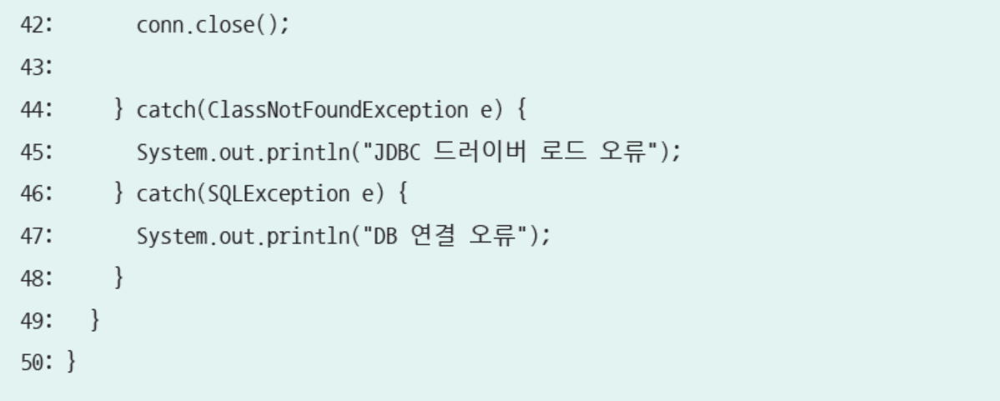 42:       conn.close();
43:
44:     } catch(ClassNotFoundException e) {
45:       System.out.println("JDBC 드러이버 로드 오류");
46:     } catch(SQLException e) {
47:       System.out.println("DB 연결 오류");
48:     }
49:   }
50: }